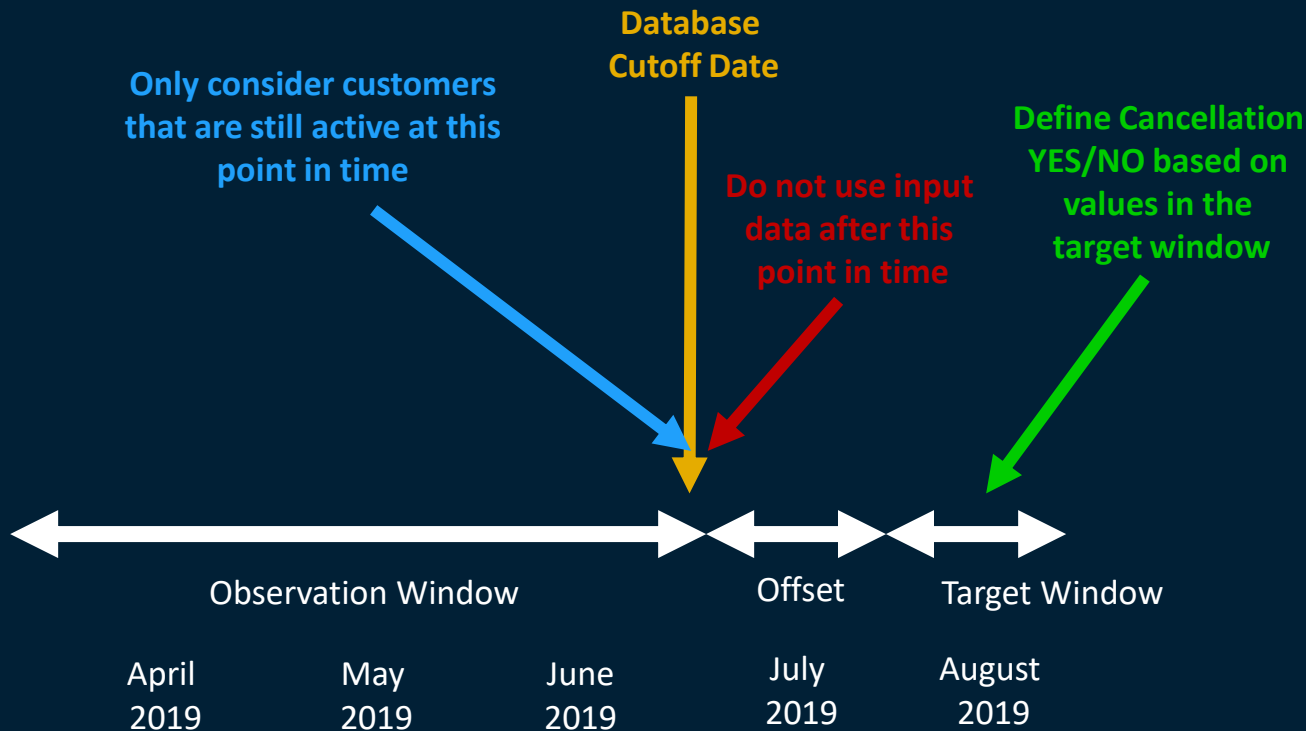 Database
Cutoff Date
Only consider customers
that are still active at this
point in time
Do not use input
data after this
point in time
Define Cancellation
YES/NO based on
values in the
target window
Observation Window
Offset
Target Window
April
2019
May
2019
June
2019
July
2019
August
2019